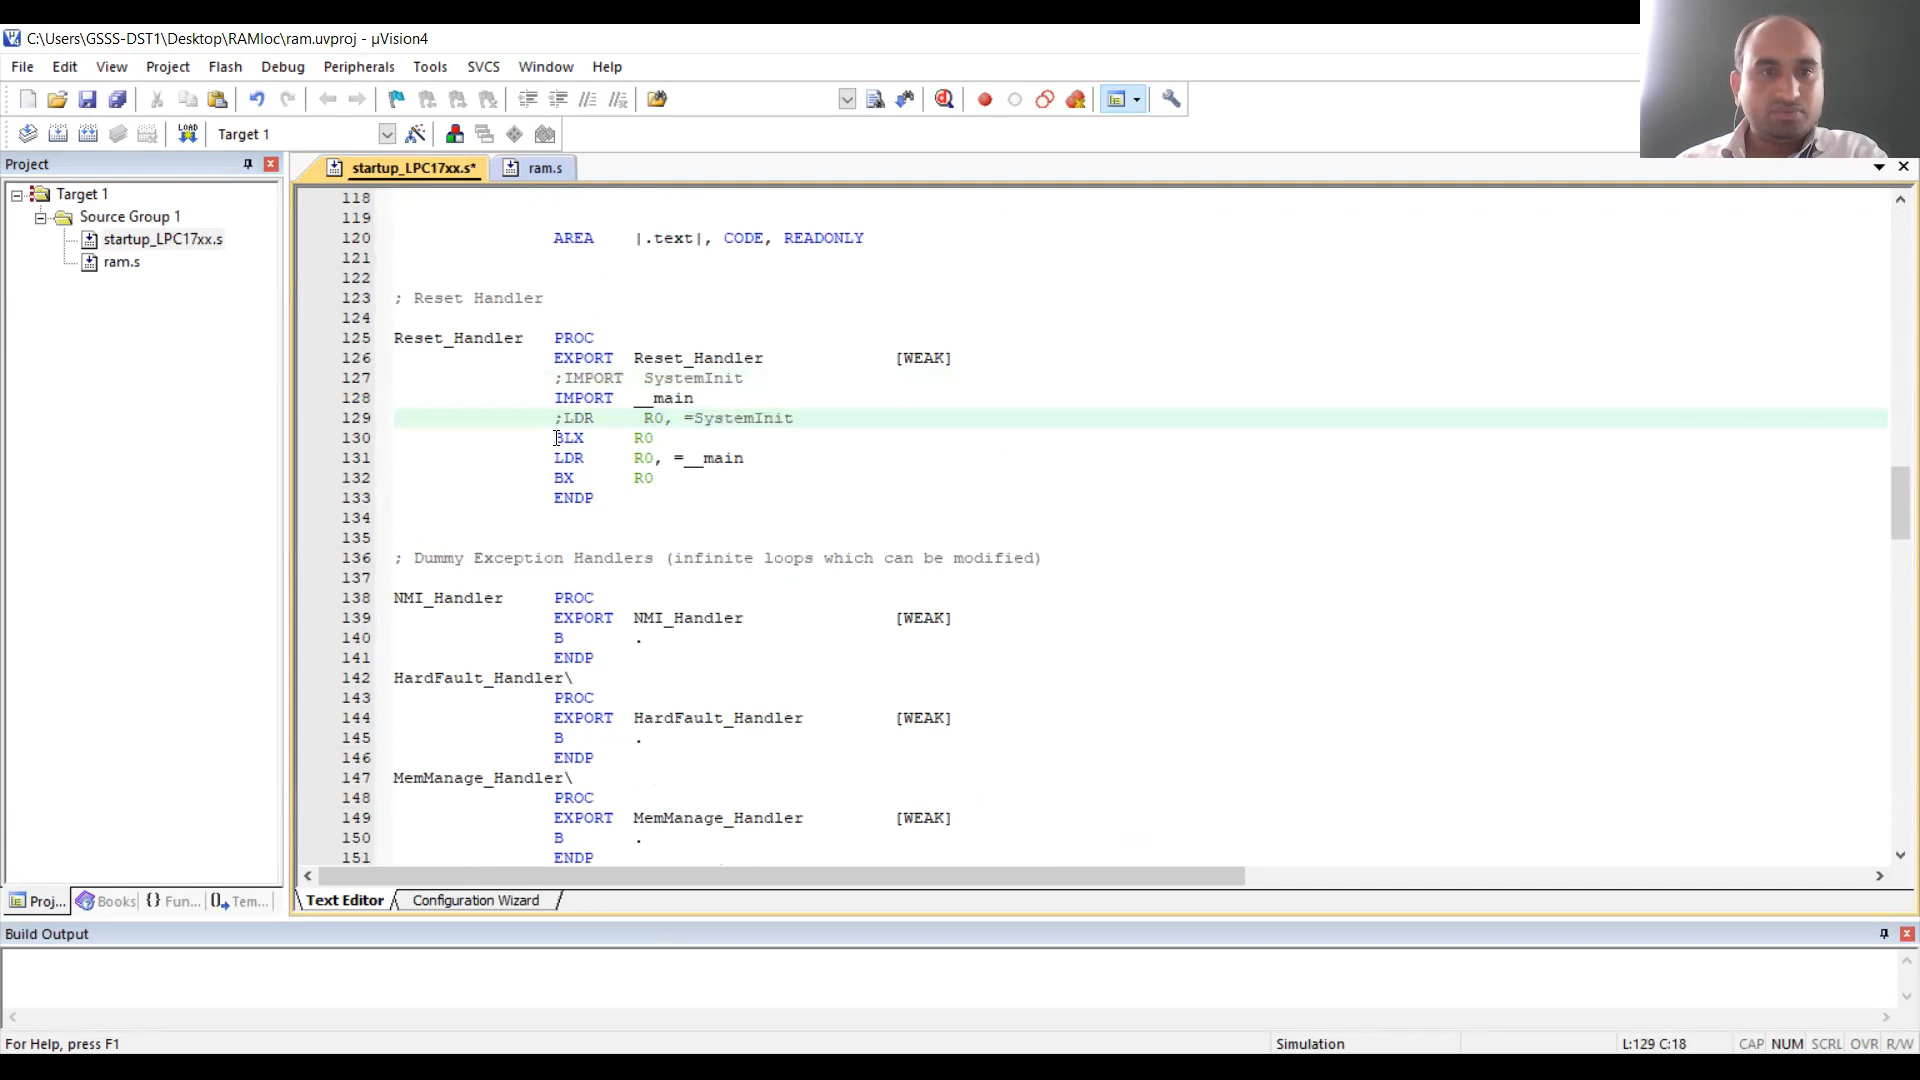 C:\Users\GSSS-DST1\Desktop\RAMloc\ram.uvproj - µVision4
File Edit View Project Flash Debug Peripherals Tools SVCS Window Help
LOAD Target 1
Project
startup_LPC17xx.s* ram.s
Target 1
Source Group 1
startup_LPC17xx.s
ram.s
118
119
120 AREA |.text|, CODE, READONLY
121
122
123 ; Reset Handler
124
125 Reset_Handler PROC
126 EXPORT Reset_Handler [WEAK]
127 ;IMPORT SystemInit
128 IMPORT __main
129 ;LDR R0, =SystemInit
130 BLX R0
131 LDR R0, =__main
132 BX R0
133 ENDP
134
135
136 ; Dummy Exception Handlers (infinite loops which can be modified)
137
138 NMI_Handler PROC
139 EXPORT NMI_Handler [WEAK]
140 B .
141 ENDP
142 HardFault_Handler\
143 PROC
144 EXPORT HardFault_Handler [WEAK]
145 B .
146 ENDP
147 MemManage_Handler\
148 PROC
149 EXPORT MemManage_Handler [WEAK]
150 B .
151 ENDP
Proj... Books {} Fun... Tem...
Text Editor Configuration Wizard
Build Output
For Help, press F1 Simulation L:129 C:18 CAP NUM SCRL OVR R/W